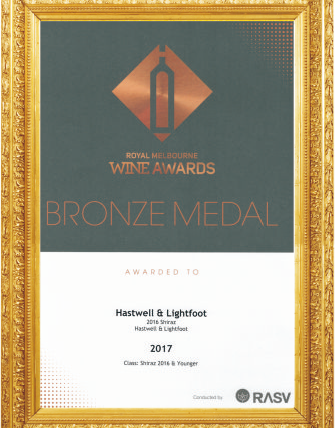 ROYAL MELBOURNE
WINE AWARDS
BRONZE MEDAL
AWARDED TO
Hastwell & Lightfoot
2016 Shiraz
Hastwell & Lightfoot
2017
Class: Shiraz 2016 & Younger
Conducted by RASV